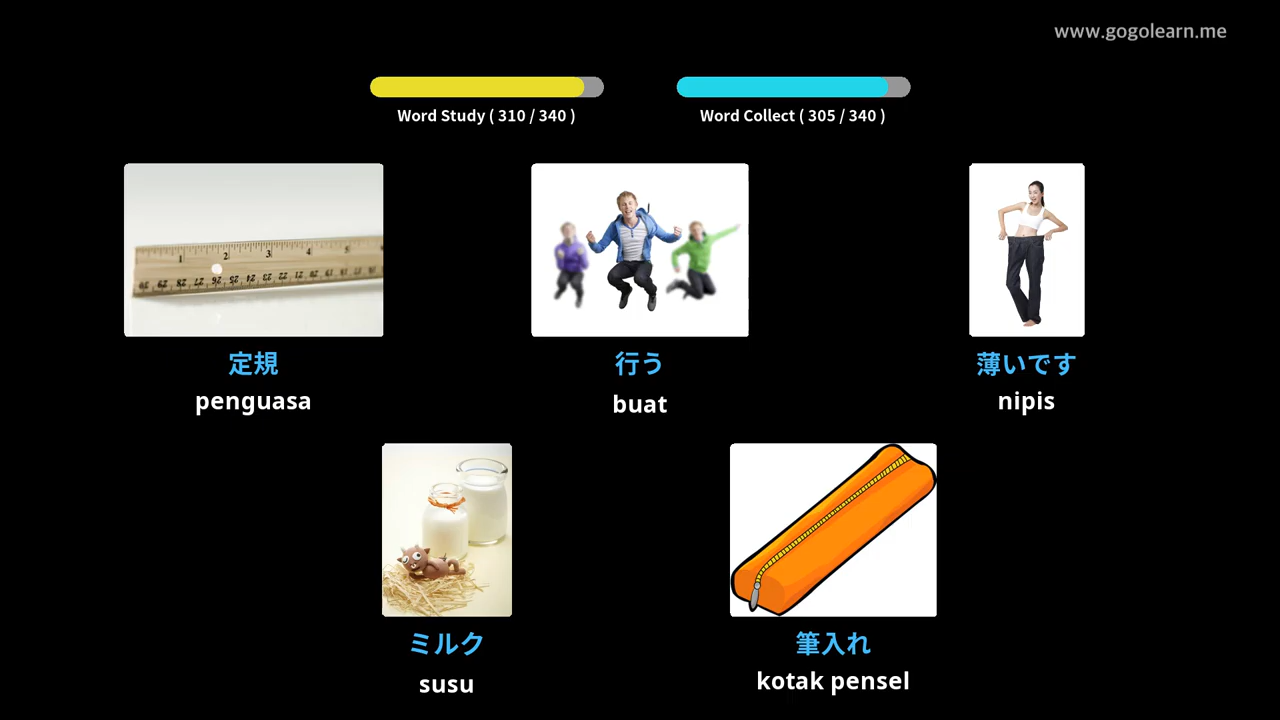 www.gogolearn.me
Word Study ( 310 / 340 )
Word Collect ( 305 / 340 )
定規
penguasa
行う
buat
薄いです
nipis
ミルク
susu
筆入れ
kotak pensel